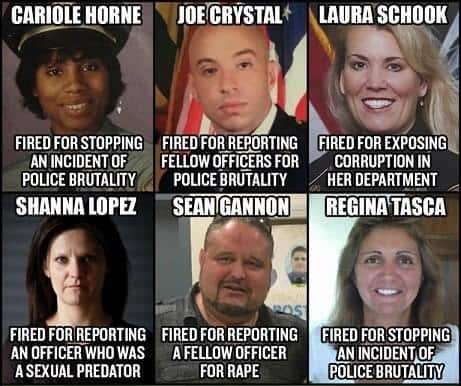 CARIOLE HORNE
FIRED FOR STOPPING
AN INCIDENT OF
POLICE BRUTALITY
JOE CRYSTAL
FIRED FOR REPORTING
FELLOW OFFICERS FOR
POLICE BRUTALITY
LAURA SCHOOK
FIRED FOR EXPOSING
CORRUPTION IN
HER DEPARTMENT
SHANNA LOPEZ
FIRED FOR REPORTING
AN OFFICER WHO WAS
A SEXUAL PREDATOR
SEAN GANNON
FIRED FOR REPORTING
A FELLOW OFFICER
FOR RAPE
REGINA TASCA
FIRED FOR STOPPING
AN INCIDENT OF
POLICE BRUTALITY